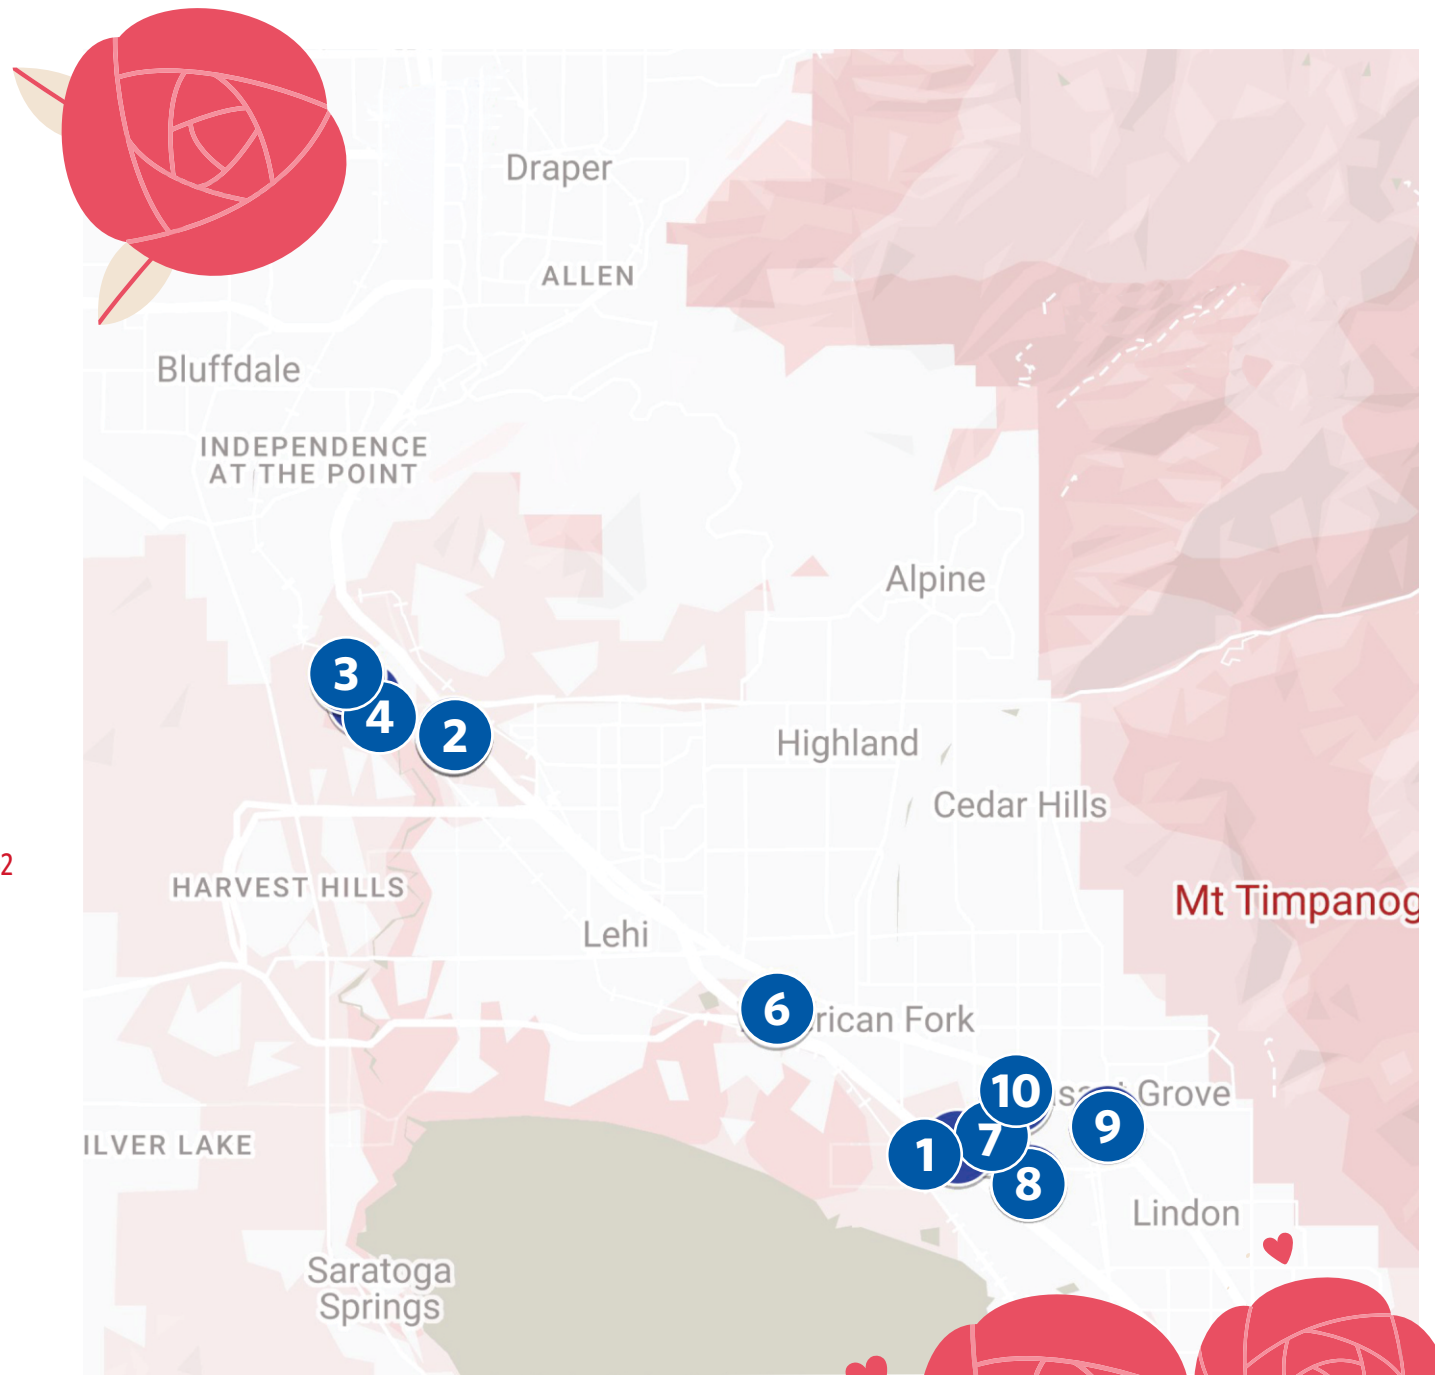 Draper
ALLEN
Bluffdale
INDEPENDENCE
AT THE POINT
Alpine
3
4
2
Highland
Cedar Hills
2
HARVEST HILLS
Mt Timpanog
Lehi
6
rican Fork
10
Grove
9
7
1
8
ILVER LAKE
Lindon
Saratoga
Springs